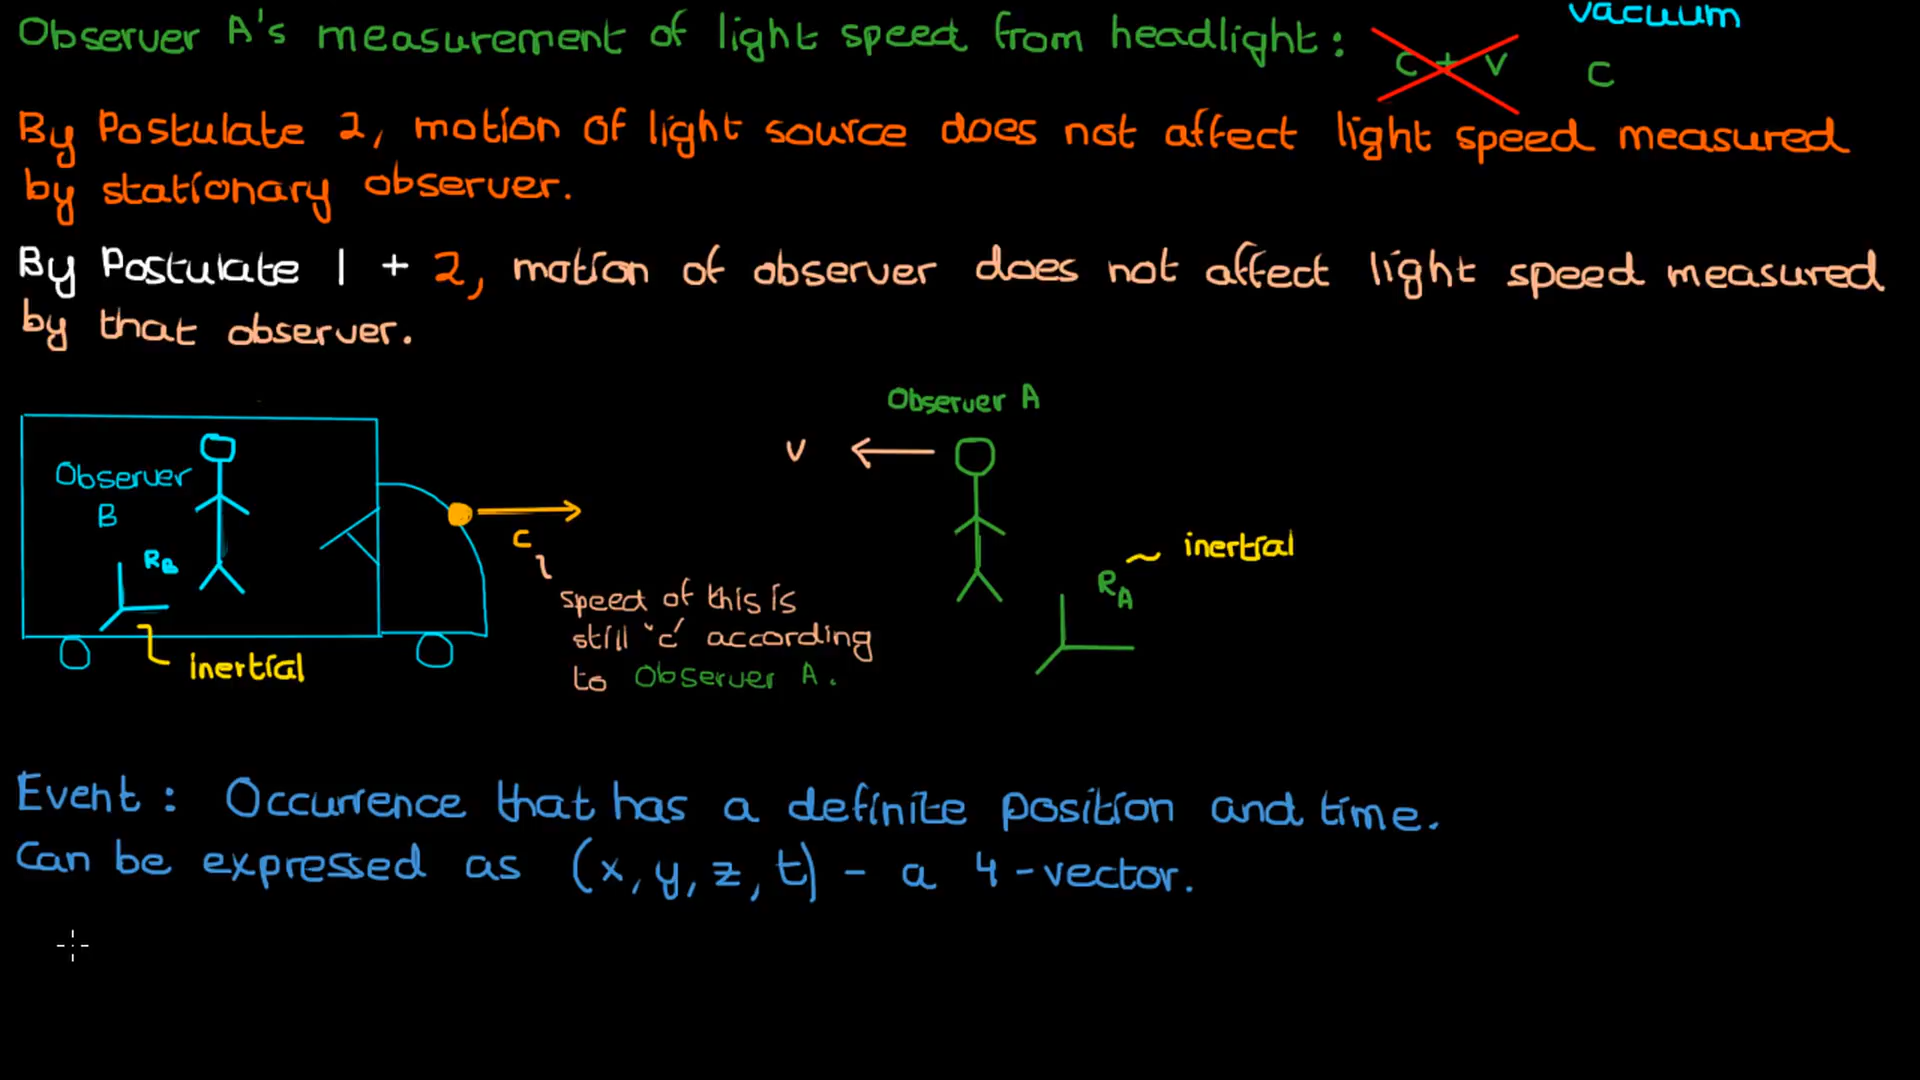 vacuum
Observer A's measurement of light speed from headlight: c + v c
By Postulate 2, motion of light source does not affect light speed measured
by stationary observer.
By Postulate 1 + 2, motion of observer does not affect light speed measured
by that observer.
Observer A
v
Observer
B
RB
c
inertial
RA
speed of this is
still 'c' according
to Observer A.
inertial
Event: Occurrence that has a definite position and time.
Can be expressed as (x, y, z, t) - a 4-vector.